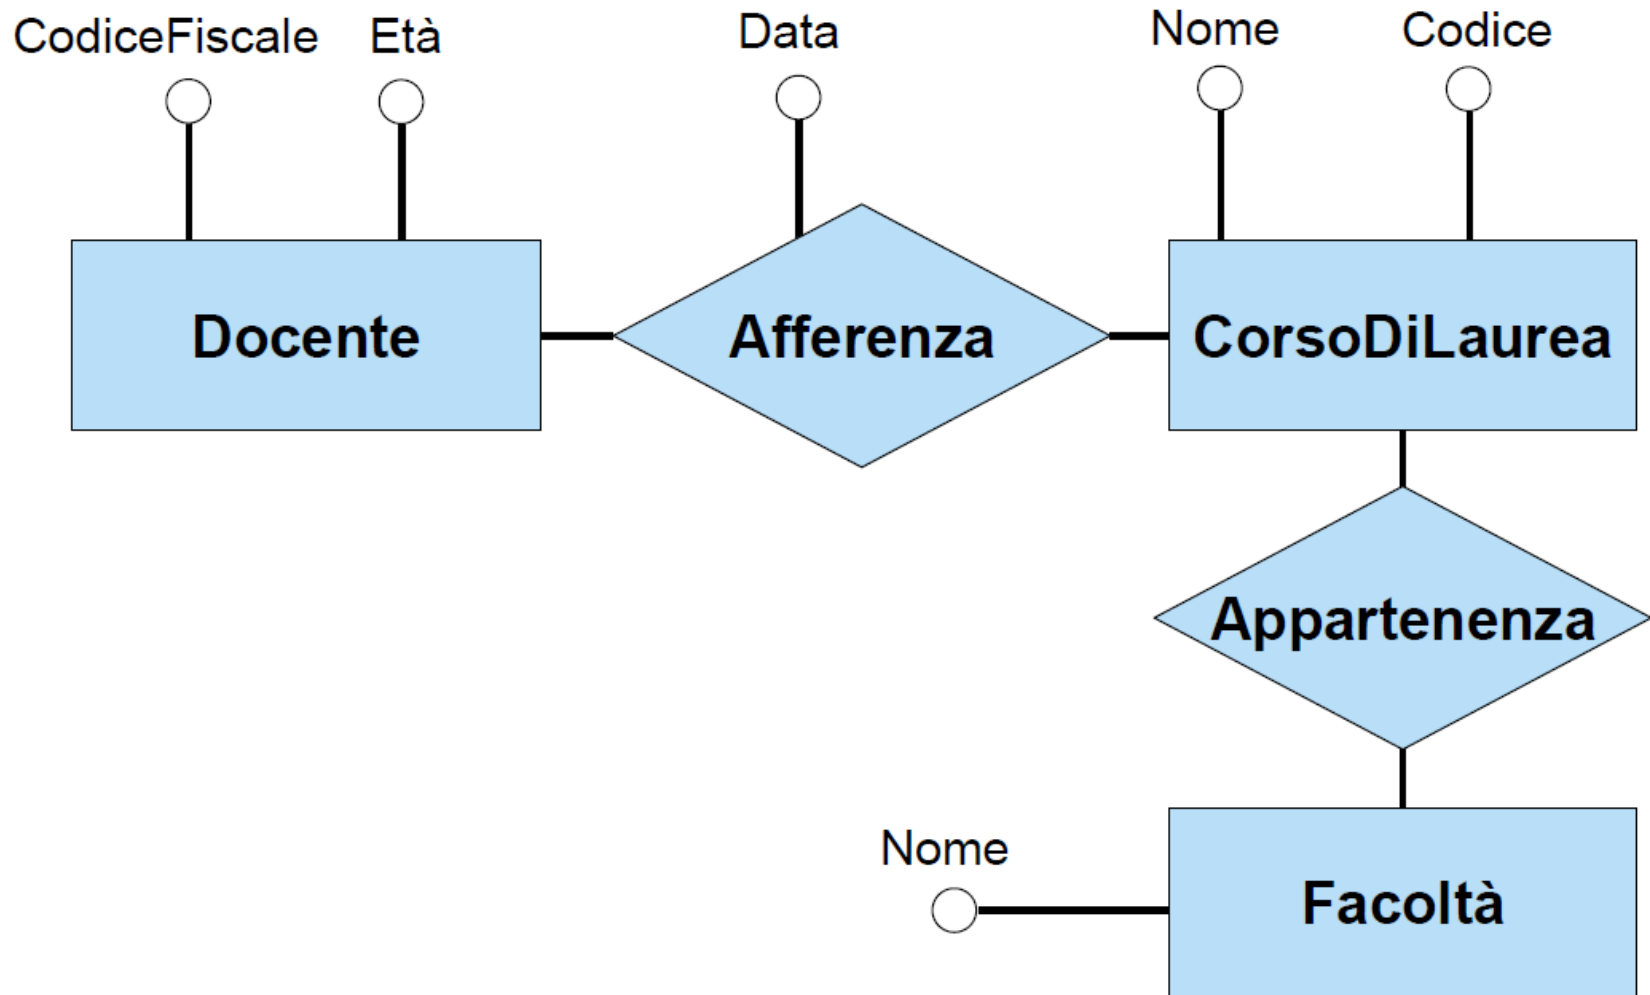 CodiceFiscale Età Data Nome Codice
Docente Afferenza CorsoDiLaurea
Appartenenza
Nome
Facoltà